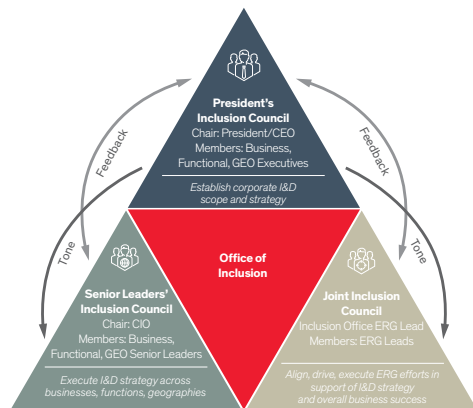 President's
Inclusion Council
Chair: President/CEO
Members: Business,
Functional, GEO Executives
Establish corporate I&D
scope and strategy
Feedback
Feedback
Tone
Tone
Office of
Inclusion
Senior Leaders'
Inclusion Council
Chair: CIO
Members: Business,
Functional, GEO Senior Leaders
Execute I&D strategy across
businesses, functions, geographies
Joint Inclusion
Council
Inclusion Office ERG Lead
Members: ERG Leads
Align, drive, execute ERG efforts in
support of I&D strategy
and overall business success